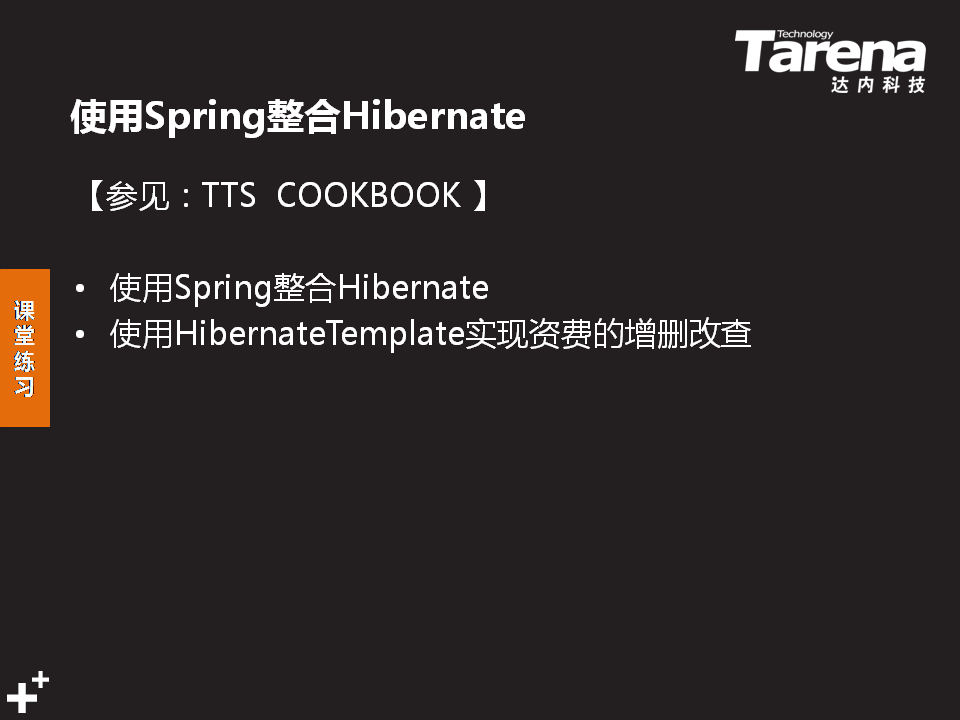 Technology
Tarena
达内科技
使用Spring整合Hibernate
【参见：TTS COOKBOOK 】
• 使用Spring整合Hibernate
• 使用HibernateTemplate实现资费的增删改查
课堂练习